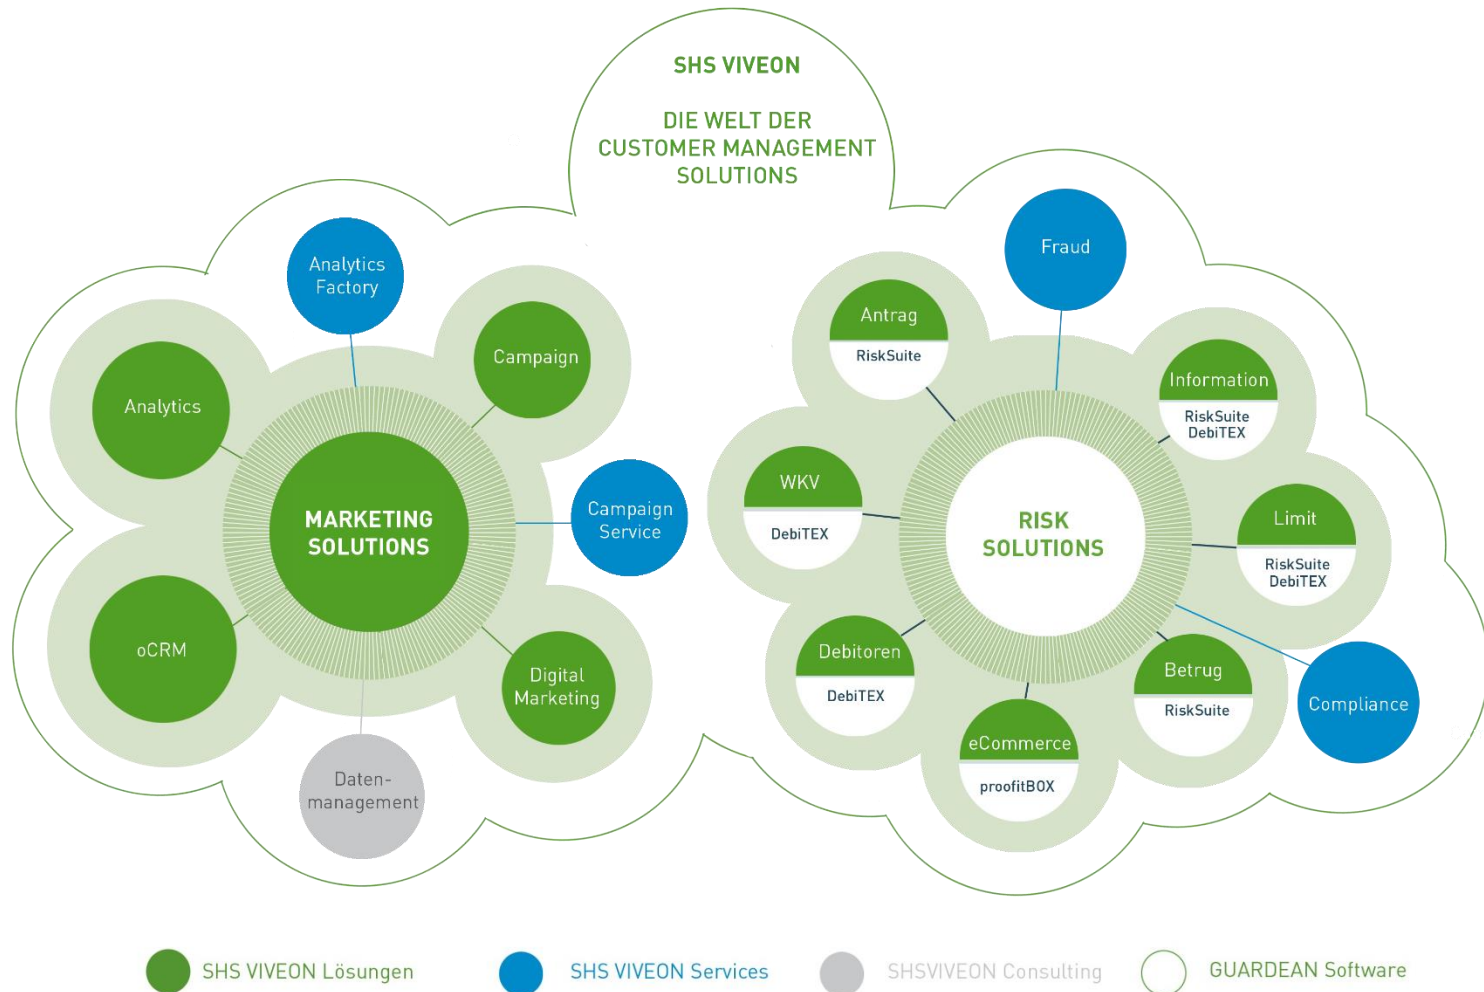 SHS VIVEON
DIE WELT DER
CUSTOMER MANAGEMENT
SOLUTIONS
Analytics
Factory
Campaign
Analytics
MARKETING
SOLUTIONS
Campaign
Service
oCRM
Digital
Marketing
Daten-
management
Fraud
Antrag
RiskSuite
Information
RiskSuite
DebiTEX
WKV
DebiTEX
RISK
SOLUTIONS
Limit
RiskSuite
DebiTEX
Debitoren
DebiTEX
Betrug
RiskSuite
Compliance
eCommerce
proofitBOX
SHS VIVEON Lösungen
SHS VIVEON Services
SHSVIVEON Consulting
GUARDEAN Software